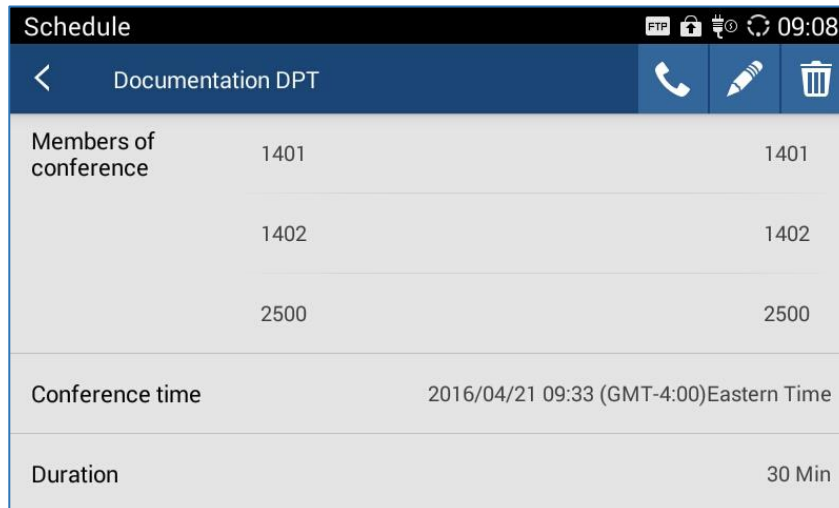 Schedule
FTP 09:08
Documentation DPT
Members of
conference
1401 1401
1402 1402
2500 2500
Conference time 2016/04/21 09:33 (GMT-4:00)Eastern Time
Duration 30 Min